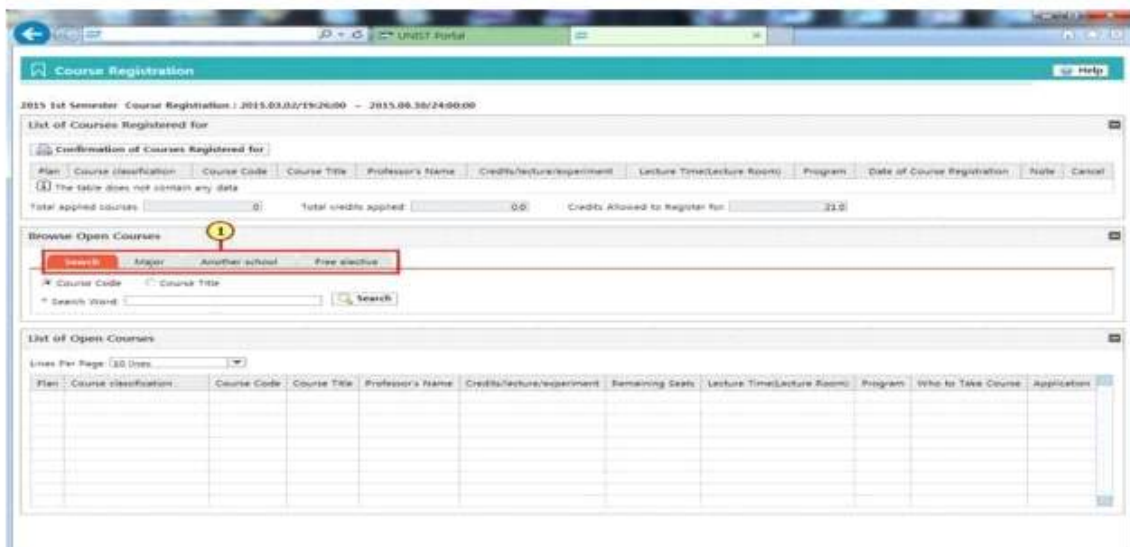 UNIST Portal
Course Registration
Help
2015 1st Semester Course Registration : 2015.03.02/19:26:00 ~ 2015.06.30/24:00:00
List of Courses Registered for
Confirmation of Courses Registered for
Plan Course classification Course Code Course Title Professor's Name Credits/lecture/experiment Lecture Time(Lecture Room) Program Date of Course Registration Note Cancel
The table does not contain any data
Total applied courses 0 Total credits applied 0.0 Credits Allowed to Register for 21.0
1
Browse Open Courses
Search Major Another school Free elective
Course Code Course Title
* Search Word Search
List of Open Courses
Lines Per Page 10 lines
Plan Course classification Course Code Course Title Professor's Name Credits/lecture/experiment Remaining Seats Lecture Time(Lecture Room) Program Who to Take Course Application